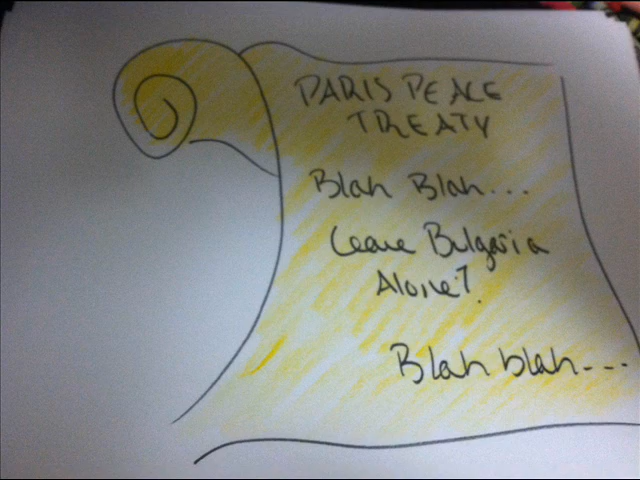 PARIS PEACE
TREATY
Blah Blah...
Leave Bulgaria
Alone?
Blah blah...